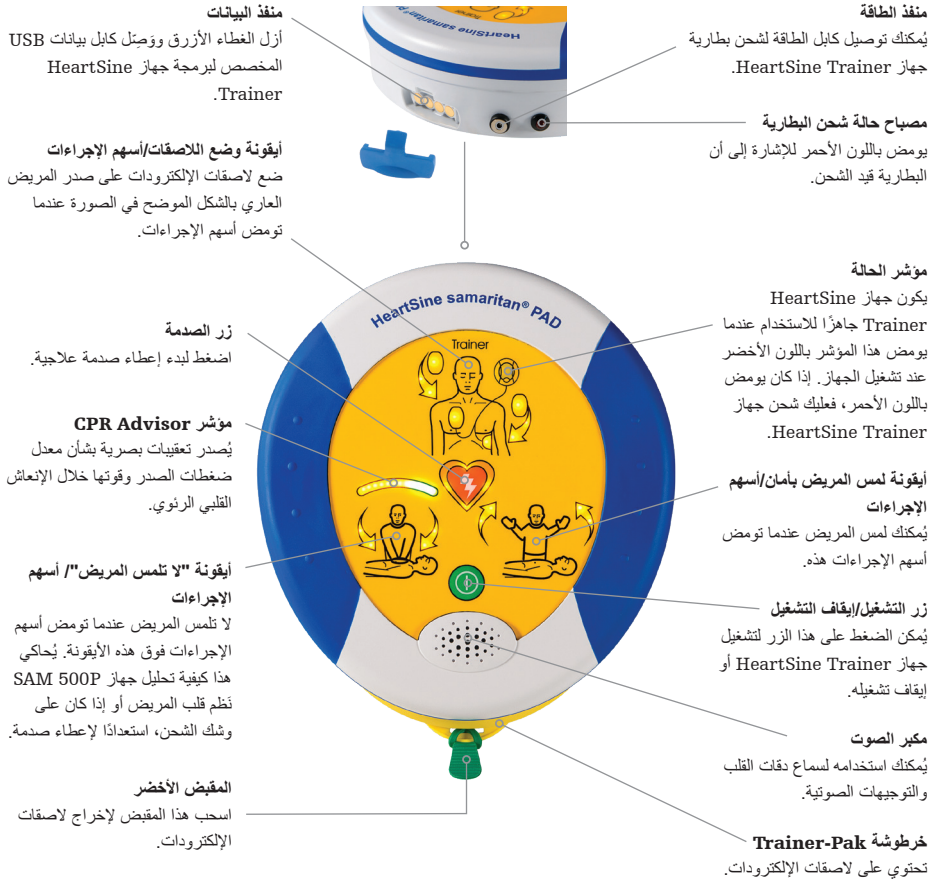 منفذ الطاقة
يُمكنك توصيل كابل الطاقة لشحن بطارية
جهاز HeartSine Trainer.
مصباح حالة شحن البطارية
يومض باللون الأحمر للإشارة إلى أن
البطارية قيد الشحن.
مؤشر الحالة
يكون جهاز HeartSine
Trainer جاهزًا للاستخدام عندما
يومض هذا المؤشر باللون الأخضر
عند تشغيل الجهاز. إذا كان يومض
باللون الأحمر، فعليك شحن جهاز
HeartSine Trainer.
أيقونة لمس المريض بأمان/أسهم
الإجراءات
يُمكنك لمس المريض عندما تومض
أسهم الإجراءات هذه.
زر التشغيل/إيقاف التشغيل
يُمكن الضغط على هذا الزر لتشغيل
جهاز HeartSine Trainer أو
إيقاف تشغيله.
مكبر الصوت
يُمكنك استخدامه لسماع دقات القلب
والتوجيهات الصوتية.
خرطوشة Trainer-Pak
تحتوي على لاصقات الإلكترودات.
Trainer
HeartSine samaritan
HeartSine samaritan® PAD
Trainer
منفذ البيانات
أزل الغطاء الأزرق ووَصِّل كابل بيانات USB
المخصص لبرمجة جهاز HeartSine
Trainer.
أيقونة وضع اللاصقات/أسهم الإجراءات
ضع لاصقات الإلكترودات على صدر المريض
العاري بالشكل الموضح في الصورة عندما
تومض أسهم الإجراءات.
زر الصدمة
اضغط لبدء إعطاء صدمة علاجية.
مؤشر CPR Advisor
يُصدر تعقيبات بصرية بشأن معدل
ضغطات الصدر وقوتها خلال الإنعاش
القلبي الرئوي.
أيقونة "لا تلمس المريض"/ أسهم
الإجراءات
لا تلمس المريض عندما تومض أسهم
الإجراءات فوق هذه الأيقونة. يُحاكي
هذا كيفية تحليل جهاز SAM 500P
نَظم قلب المريض أو إذا كان على
وشك الشحن، استعدادًا لإعطاء صدمة.
المقبض الأخضر
اسحب هذا المقبض لإخراج لاصقات
الإلكترودات.